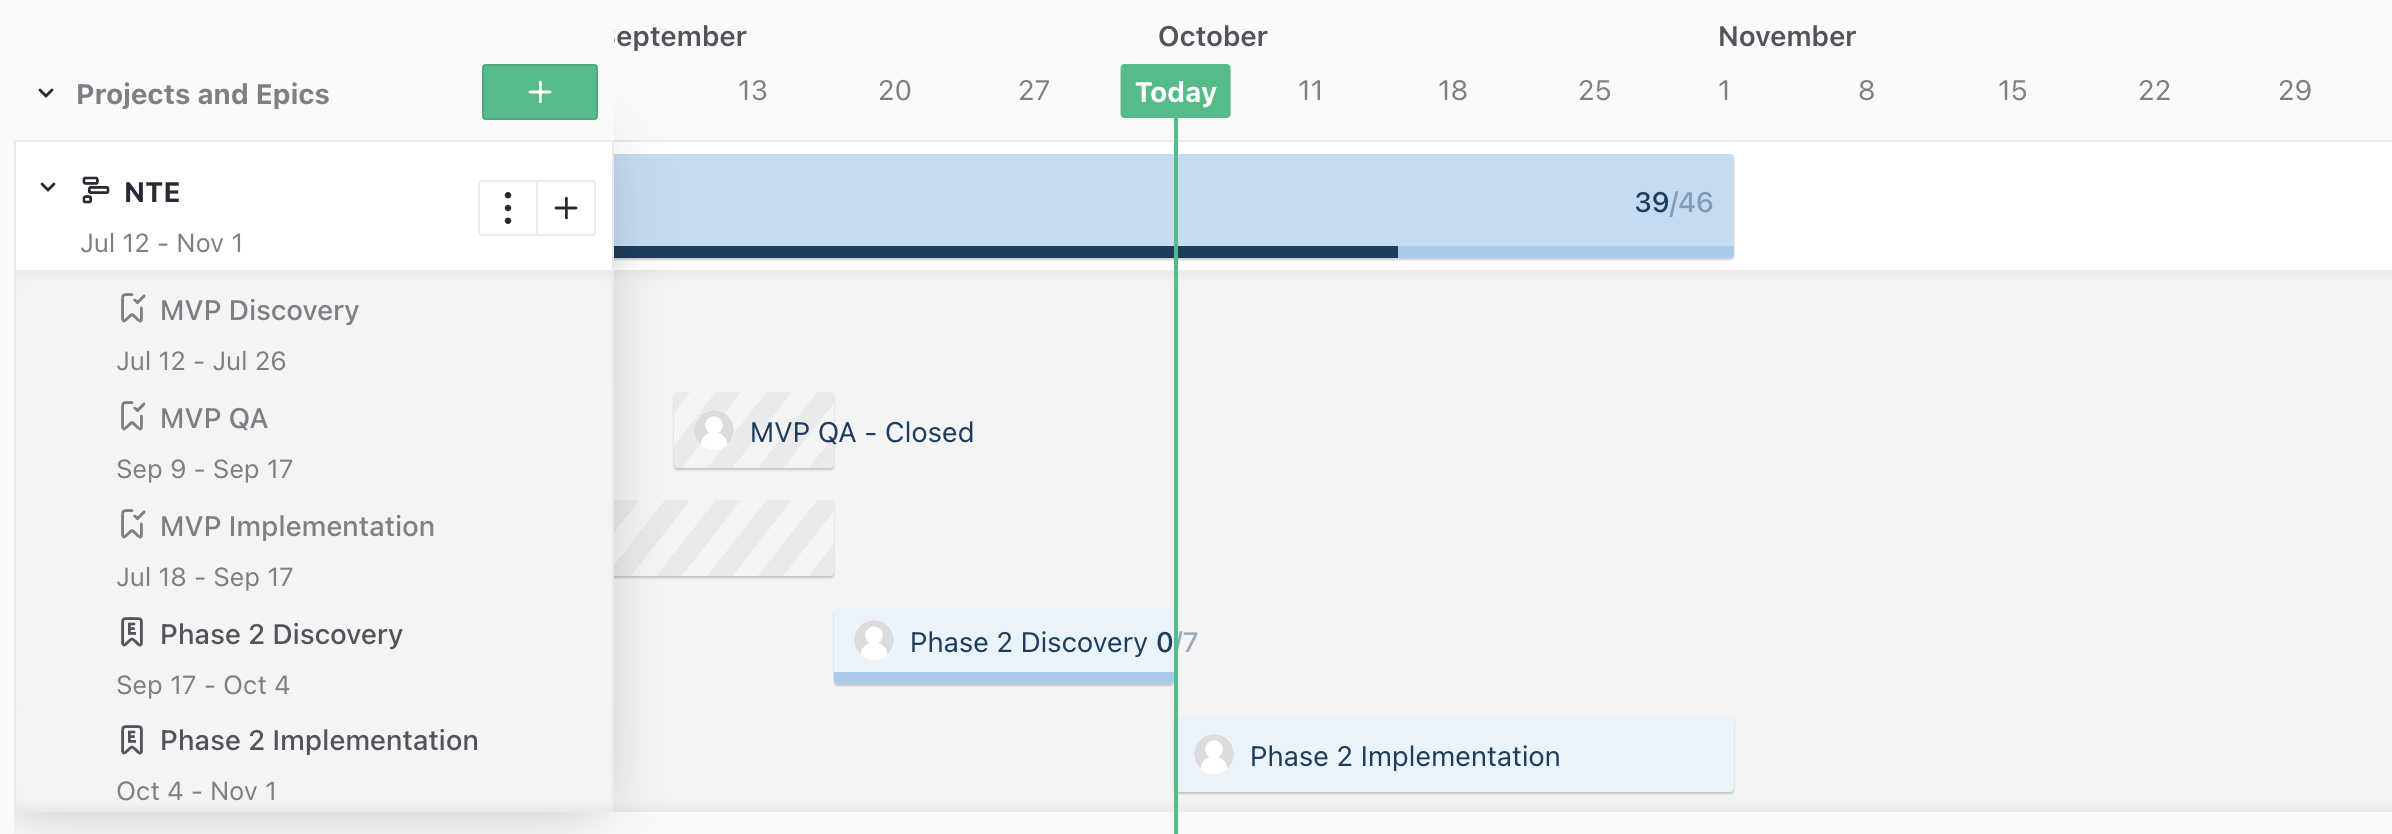 eptember
October
November
Projects and Epics
+
13
20
27
Today
11
18
25
1
8
15
22
29
NTE
+
Jul 12 - Nov 1
39/46
MVP Discovery
Jul 12 - Jul 26
MVP QA
Sep 9 - Sep 17
MVP QA - Closed
MVP Implementation
Jul 18 - Sep 17
Phase 2 Discovery
Sep 17 - Oct 4
Phase 2 Discovery 0/7
Phase 2 Implementation
Oct 4 - Nov 1
Phase 2 Implementation